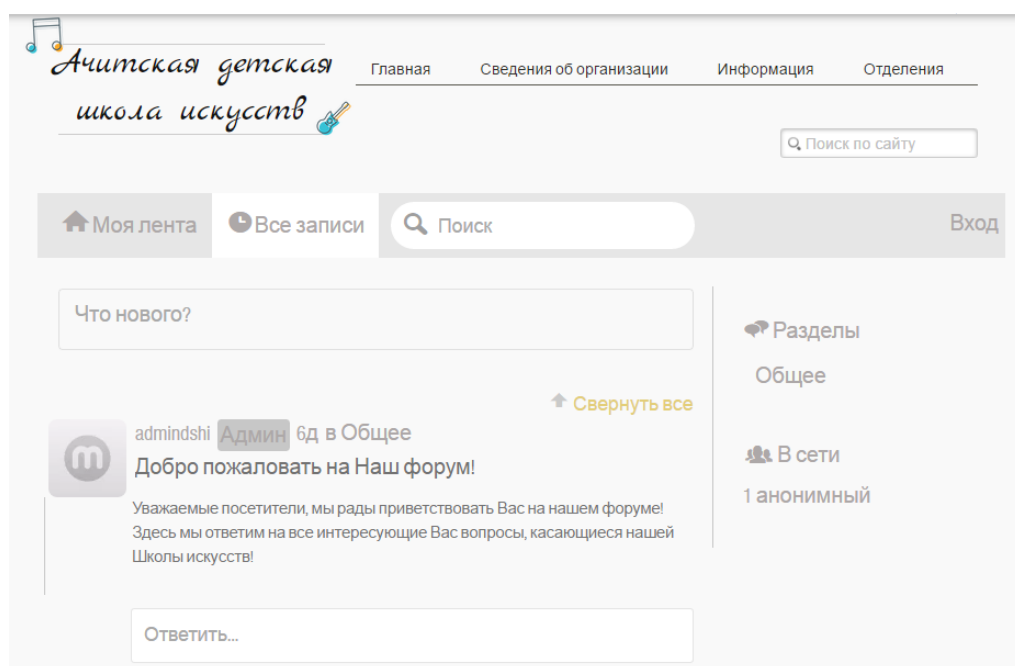 Ачитская детская
школа искусств
Главная Сведения об организации Информация Отделения
Поиск по сайту
Моя лента Все записи Поиск Вход
Что нового?
Свернуть все
admindshi Админ 6д в Общее
Добро пожаловать на Наш форум!
Уважаемые посетители, мы рады приветствовать Вас на нашем форуме!
Здесь мы ответим на все интересующие Вас вопросы, касающиеся нашей
Школы искусств!
Ответить...
Разделы
Общее
В сети
1 анонимный